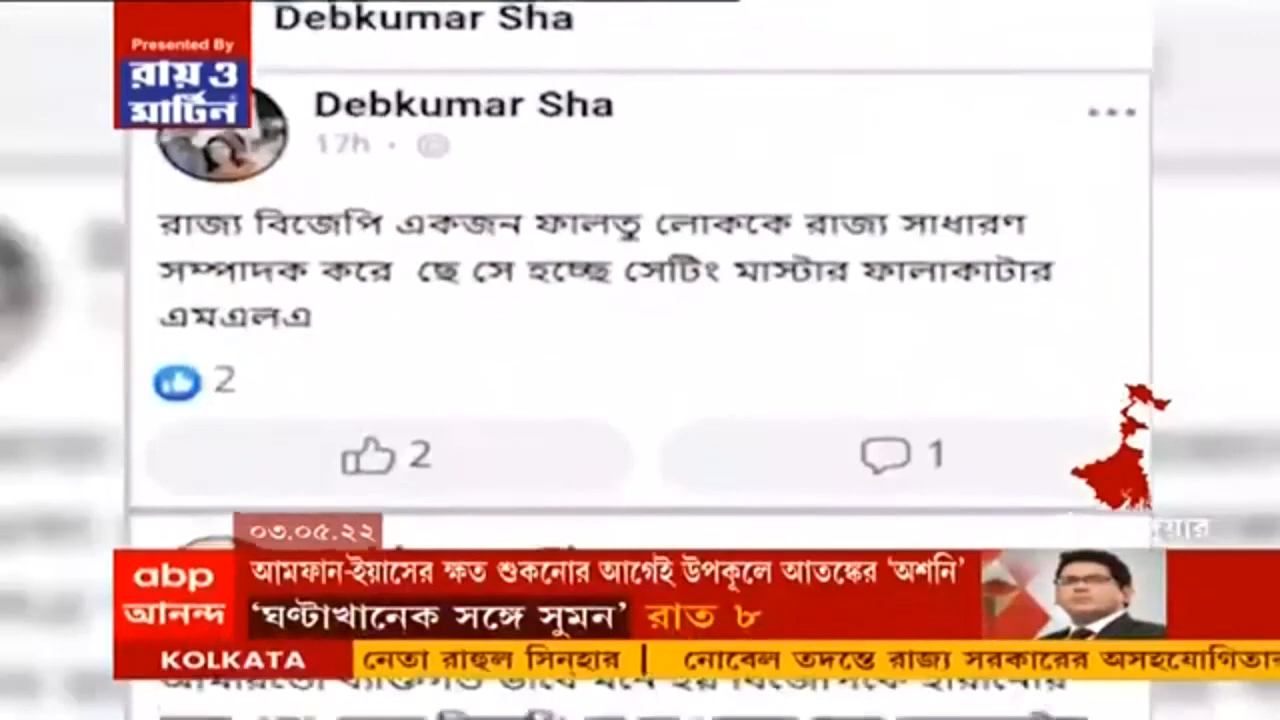 Debkumar Sha
Presented By
রায় ও
মার্টিন
Debkumar Sha
17h
রাজ্য বিজেপি একজন ফালতু লোককে রাজ্য সাধারণ
সম্পাদক করে ছে সে হচ্ছে সেটিং মাস্টার ফালাকাটার
এমএলএ
2
2
1
০৩.০৫.২২
abp
আনন্দ
আমফান-ইয়াসের ক্ষত শুকনোর আগেই উপকূলে আতঙ্কের ‘অশনি’
‘ঘণ্টাখানেক সঙ্গে সুমন’ রাত ৮
KOLKATA
নেতা রাহুল সিন্‌হার | নোবেল তদন্তে রাজ্য সরকারের অসহযোগিতার